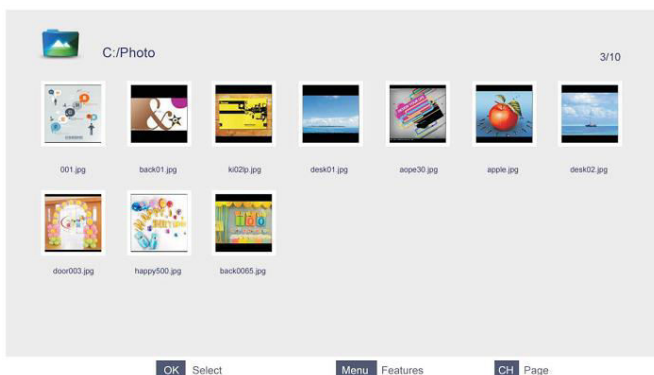 C:/Photo
3/10
001.jpg back01.jpg ki02lp.jpg desk01.jpg aope30.jpg apple.jpg desk02.jpg
door003.jpg happy500.jpg back0065.jpg
OK Select Menu Features CH Page